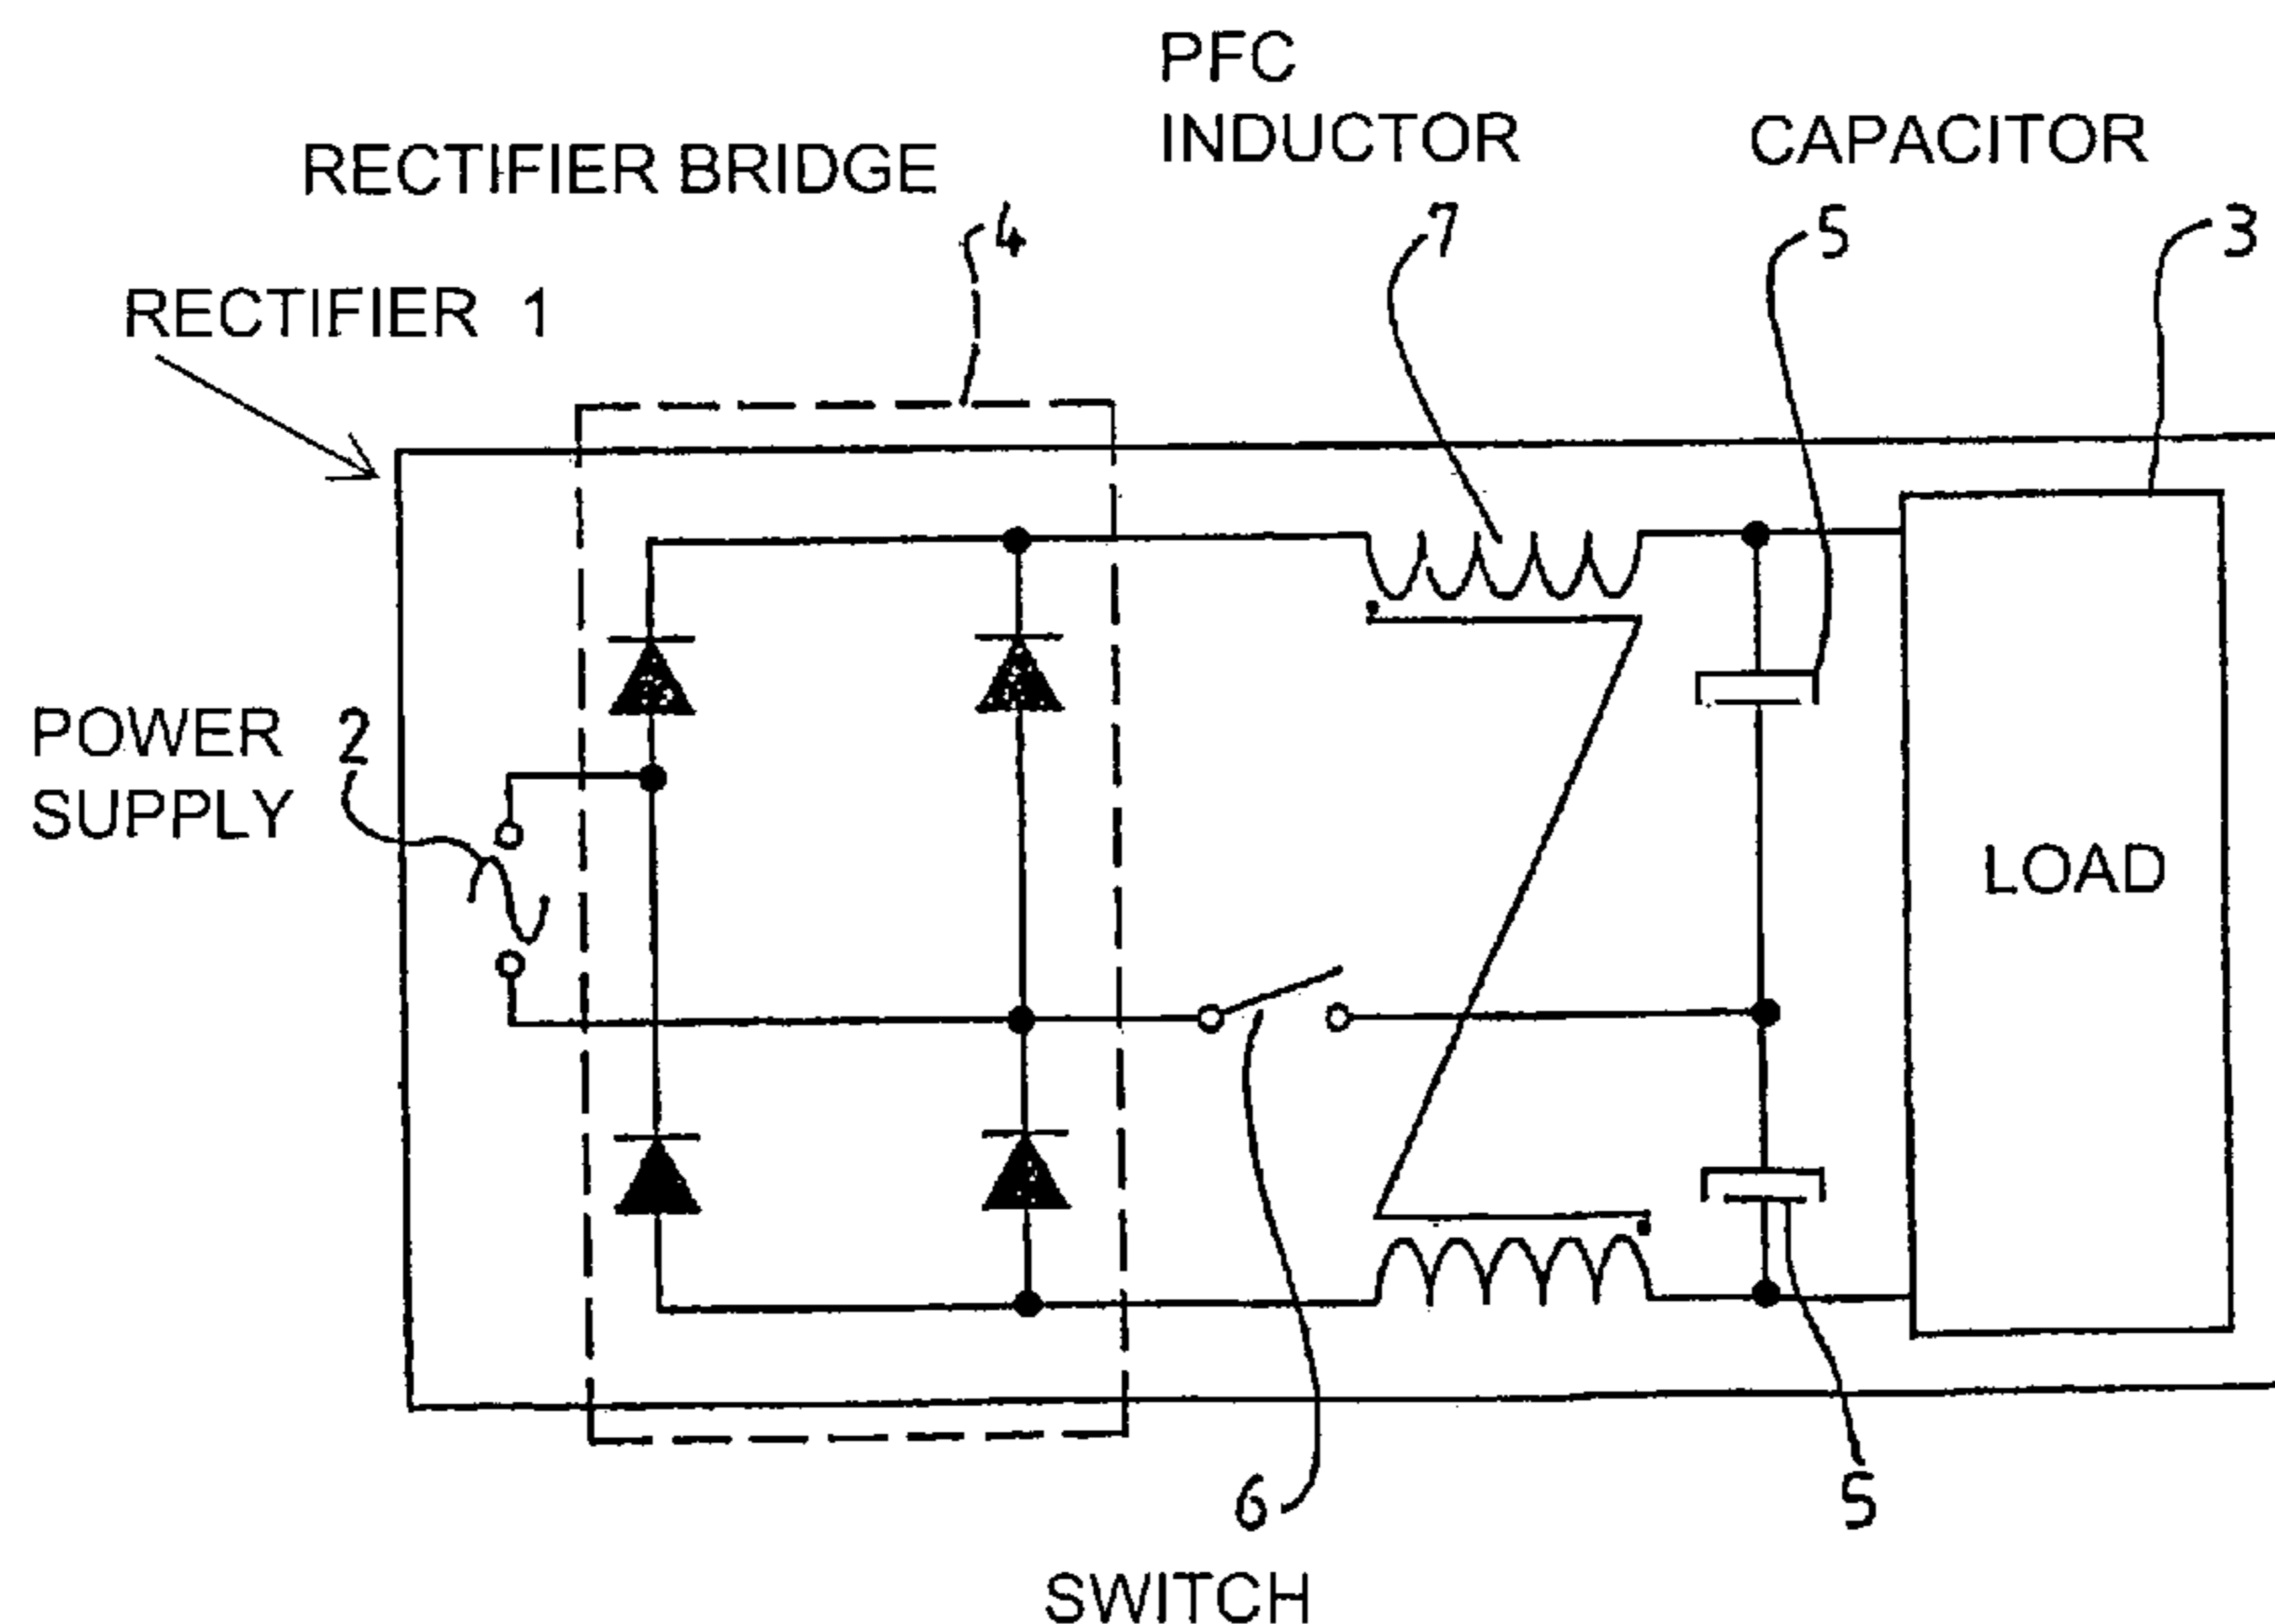 PFC
INDUCTOR
CAPACITOR
RECTIFIER BRIDGE
4
7
5
3
RECTIFIER 1
POWER 2
SUPPLY
LOAD
6
5
SWITCH